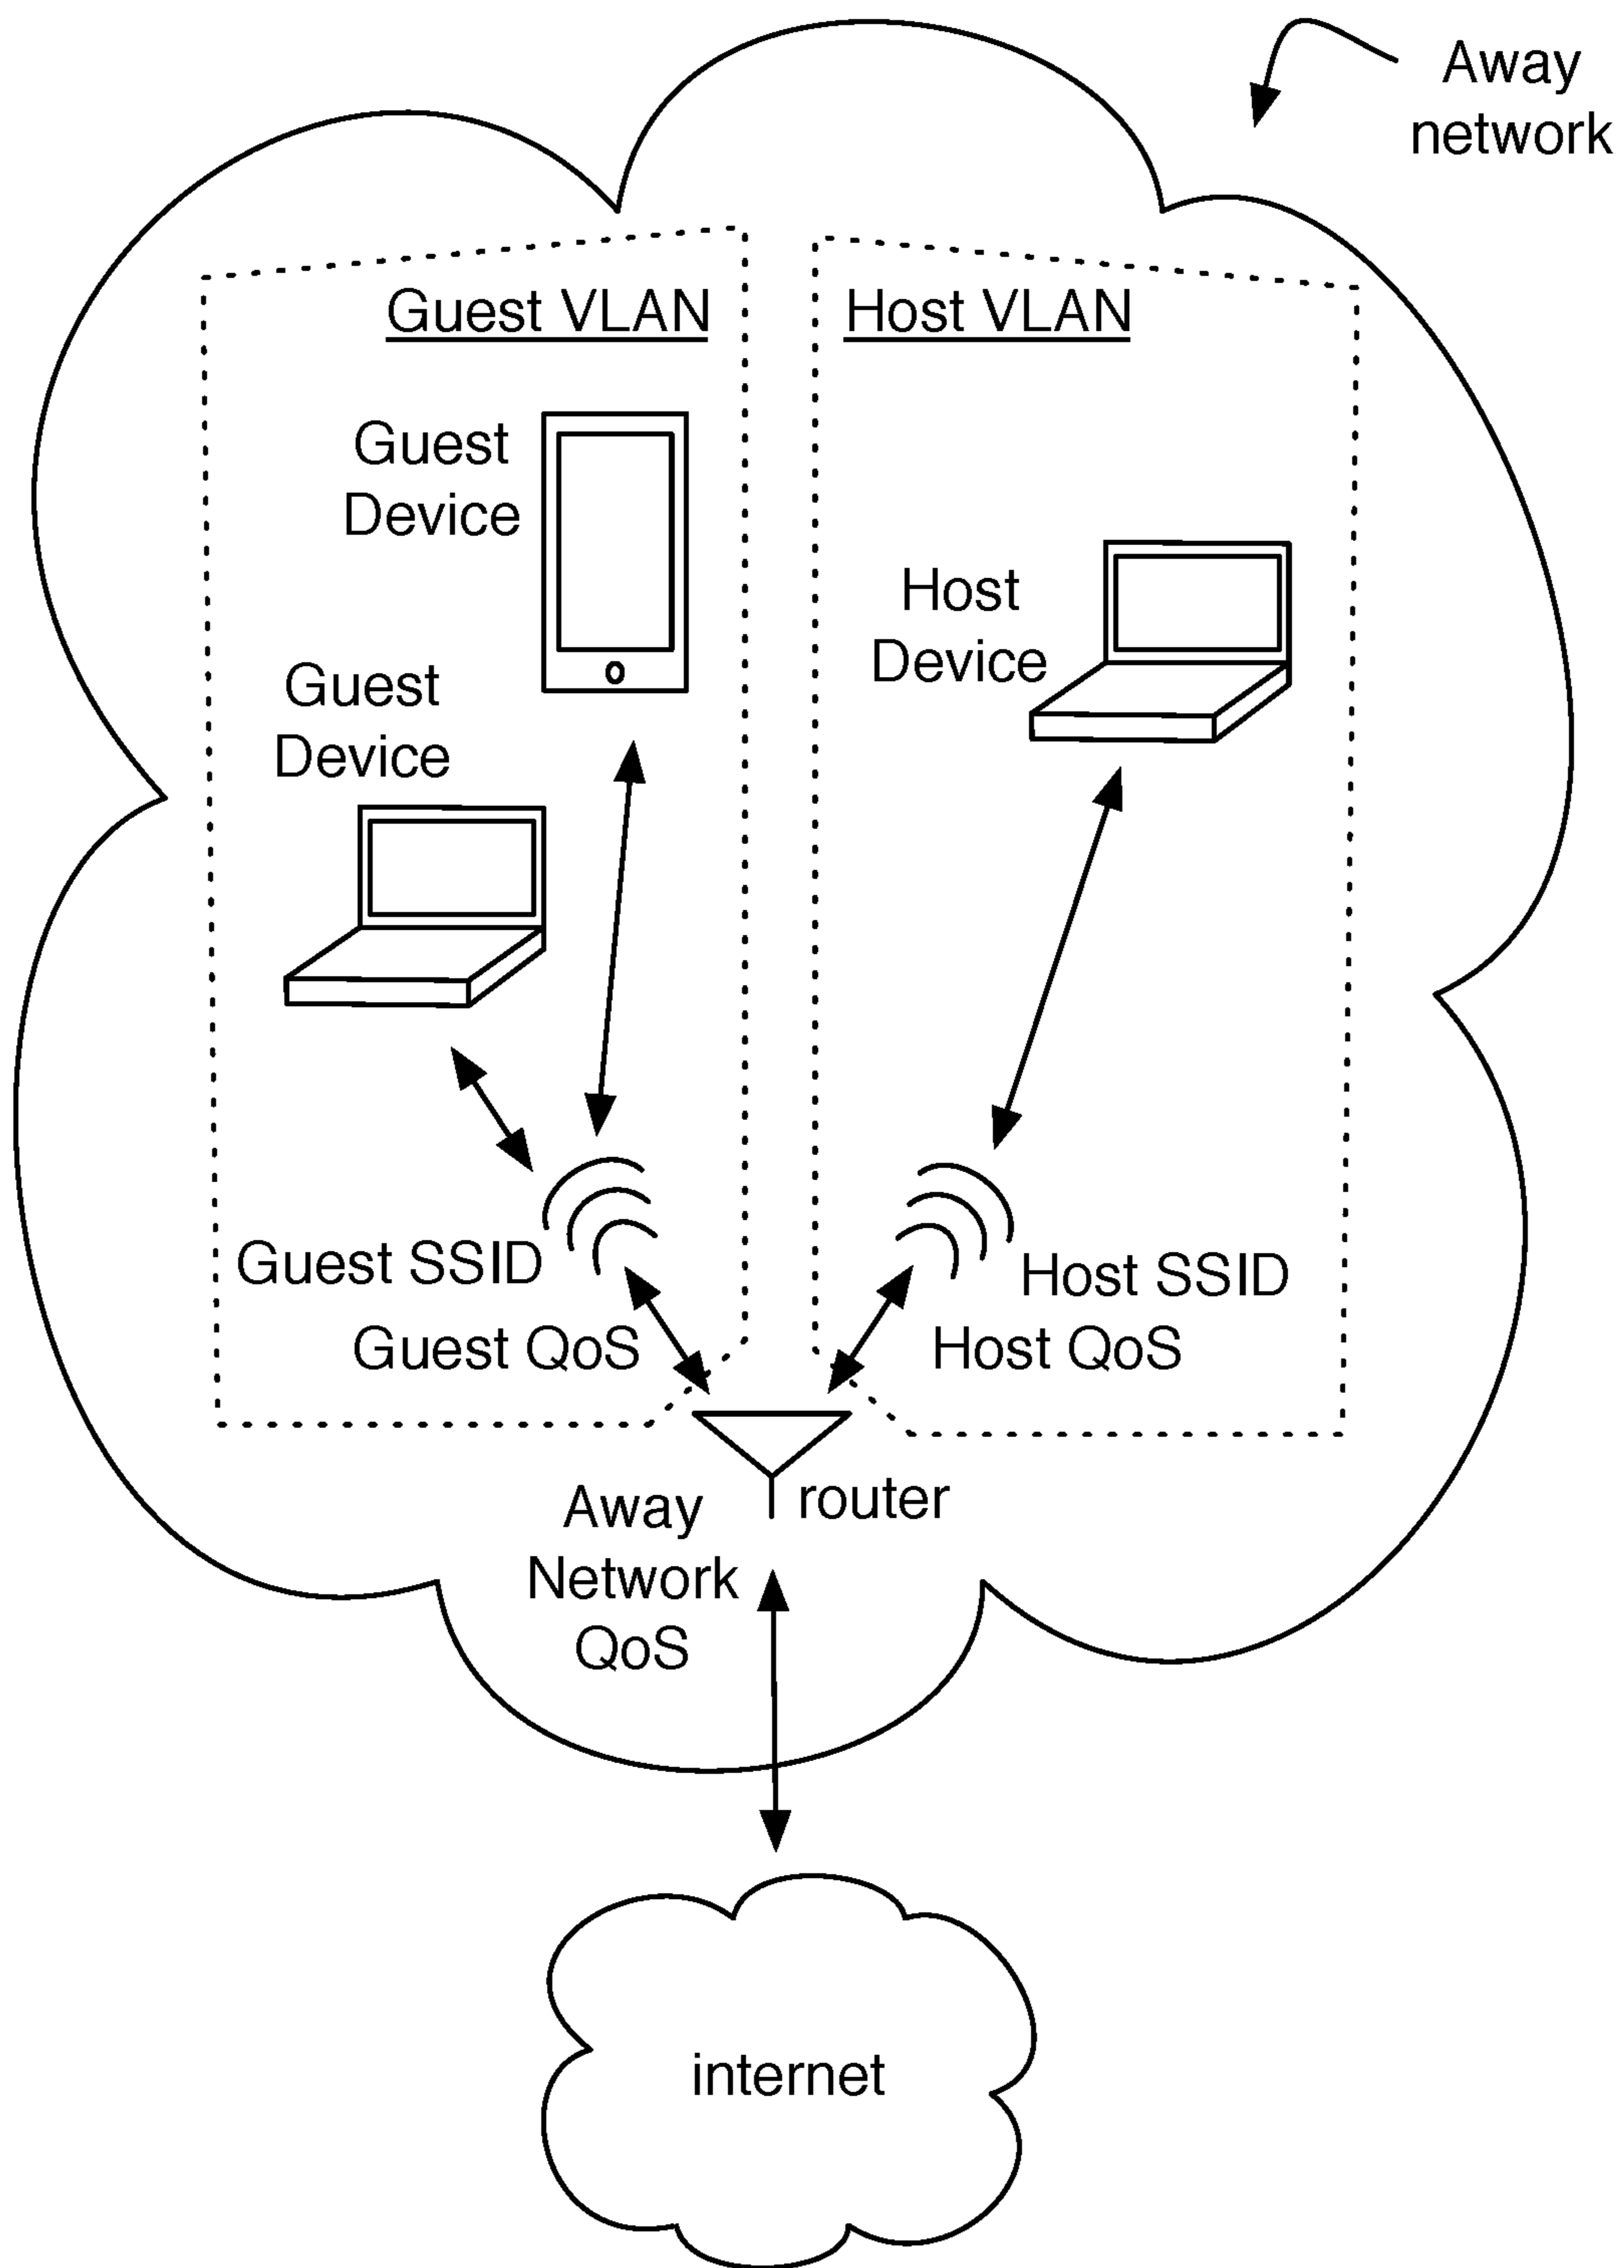 Away
network
Guest VLAN
Host VLAN
Guest
Device
Host
Device
Guest
Device
Guest SSID
Host SSID
Guest QoS
Host QoS
router
Away
Network
QoS
internet